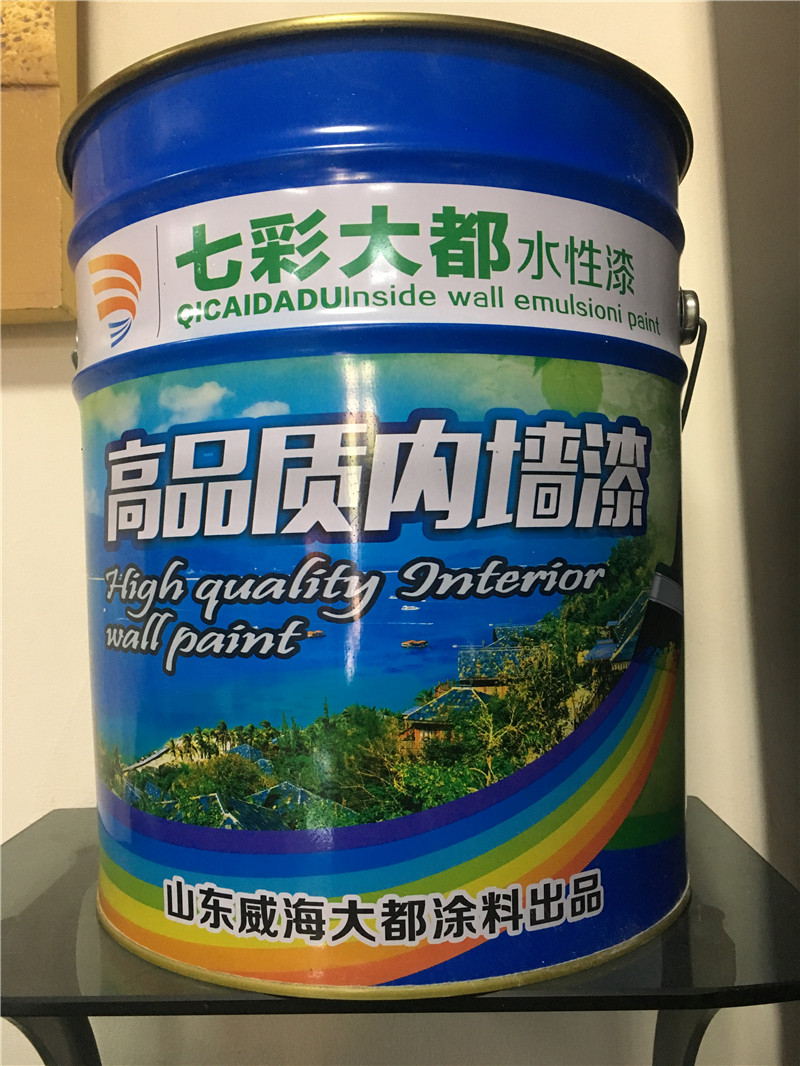 七彩大都水性漆
QICAIDADUInside wall emulsioni paint
高品质内墙漆
High quality Interior
wall paint
山东威海大都涂料出品